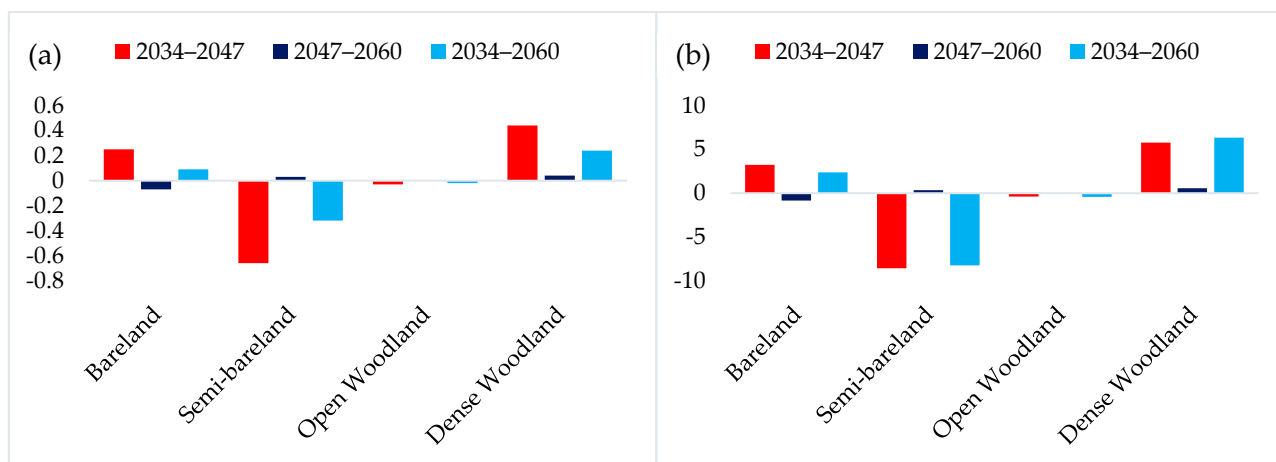 (a)
2034–2047 2047–2060 2034–2060
0.6
0.4
0.2
0
-0.2
-0.4
-0.6
-0.8
Bareland
Semi-bareland
Open Woodland
Dense Woodland
(b)
2034–2047 2047–2060 2034–2060
10
5
0
-5
-10
Bareland
Semi-bareland
Open Woodland
Dense Woodland